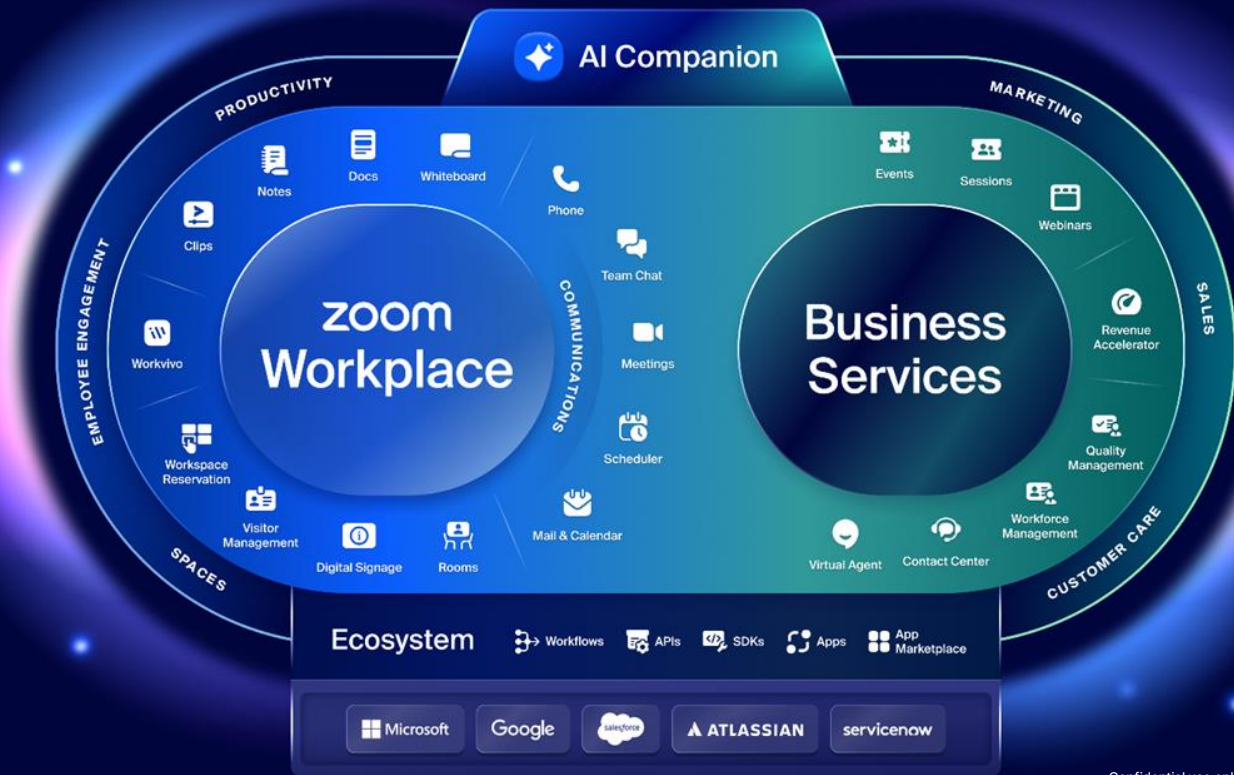 AI Companion
PRODUCTIVITY
Notes
Docs
Whiteboard
Clips
EMPLOYEE ENGAGEMENT
Workvivo
Workspace
Reservation
Visitor
Management
Digital Signage
Rooms
SPACES
zoom
Workplace
COMMUNICATIONS
Phone
Team Chat
Meetings
Scheduler
Mail & Calendar
Business
Services
MARKETING
Events
Sessions
Webinars
SALES
Revenue
Accelerator
Quality
Management
Workforce
Management
Contact Center
Virtual Agent
CUSTOMER CARE
Ecosystem
Workflows
APIs
SDKs
Apps
App
Marketplace
Microsoft
Google
salesforce
ATLASSIAN
servicenow